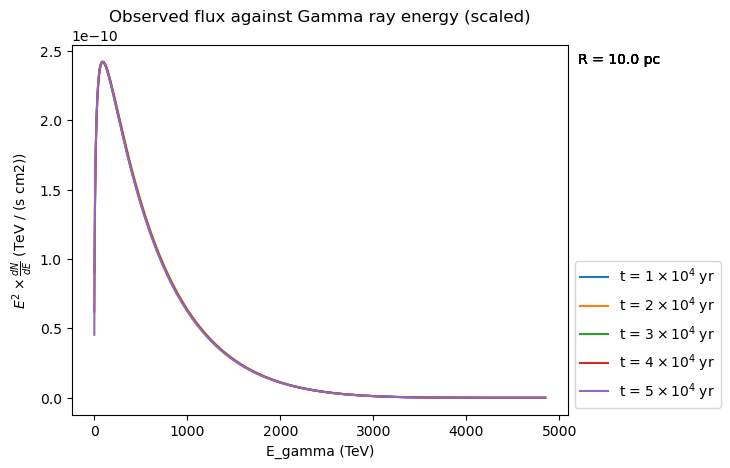 Observed flux against Gamma ray energy (scaled)
1e−10
R = 10.0 pc
2.5
2.0
1.5
1.0
0.5
0.0
E² × dN/dE (TeV / (s cm2))
0
1000
2000
3000
4000
5000
E_gamma (TeV)
t = 1 × 10⁴ yr
t = 2 × 10⁴ yr
t = 3 × 10⁴ yr
t = 4 × 10⁴ yr
t = 5 × 10⁴ yr